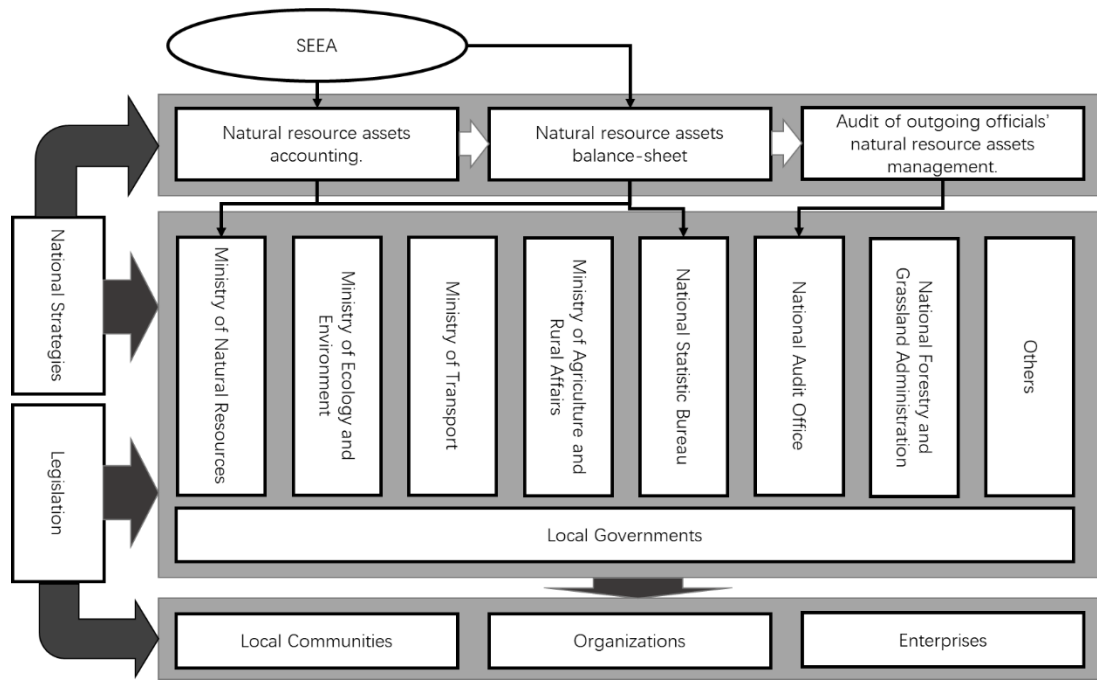 SEEA
Natural resource assets
accounting.
Natural resource assets
balance-sheet
Audit of outgoing officials'
natural resource assets
management.
National Strategies
Legislation
Ministry of Natural Resources
Ministry of Ecology and
Environment
Ministry of Transport
Ministry of Agriculture and
Rural Affairs
National Statistic Bureau
National Audit Office
National Forestry and
Grassland Administration
Others
Local Governments
Local Communities
Organizations
Enterprises